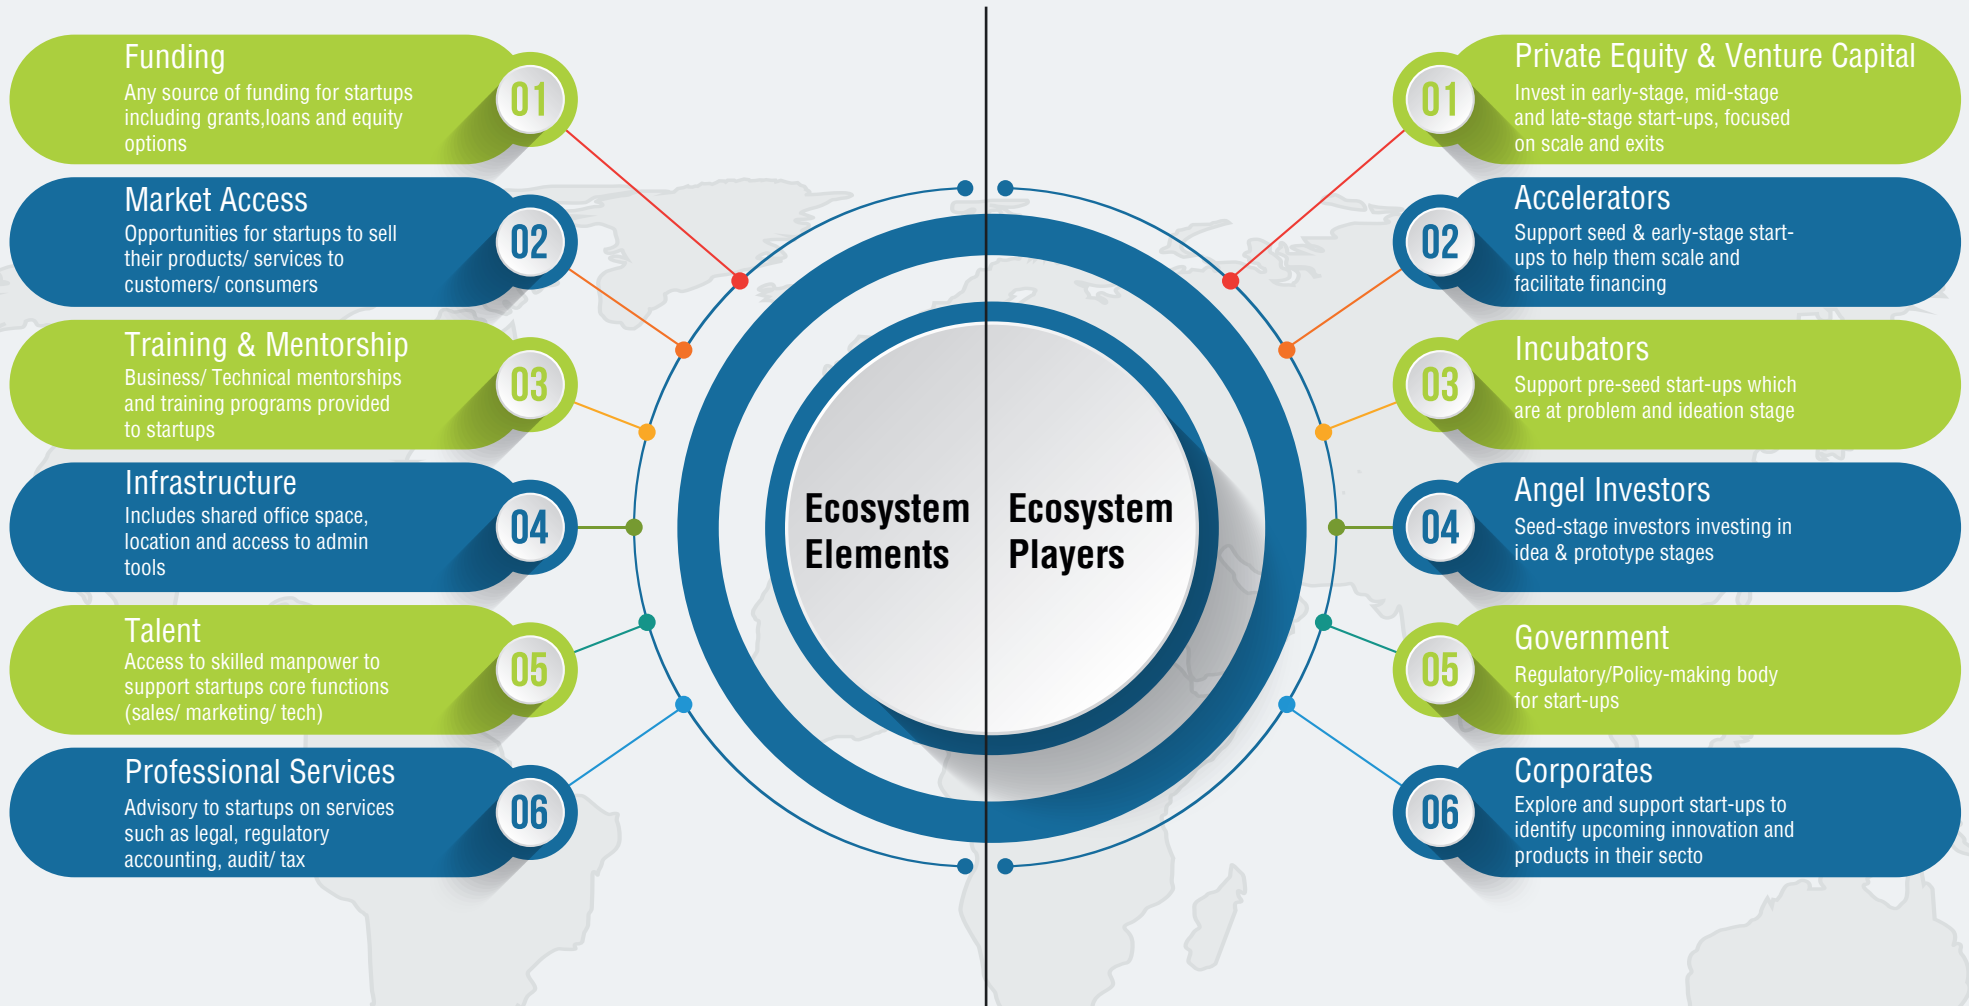 Funding
Any source of funding for startups
including grants,loans and equity
options
01
Market Access
Opportunities for startups to sell
their products/ services to
customers/ consumers
02
Training & Mentorship
Business/ Technical mentorships
and training programs provided
to startups
03
Infrastructure
Includes shared office space,
location and access to admin
tools
04
Talent
Access to skilled manpower to
support startups core functions
(sales/ marketing/ tech)
05
Professional Services
Advisory to startups on services
such as legal, regulatory
accounting, audit/ tax
06
Ecosystem
Elements
Ecosystem
Players
01
Private Equity & Venture Capital
Invest in early-stage, mid-stage
and late-stage start-ups, focused
on scale and exits
02
Accelerators
Support seed & early-stage start-
ups to help them scale and
facilitate financing
03
Incubators
Support pre-seed start-ups which
are at problem and ideation stage
04
Angel Investors
Seed-stage investors investing in
idea & prototype stages
05
Government
Regulatory/Policy-making body
for start-ups
06
Corporates
Explore and support start-ups to
identify upcoming innovation and
products in their secto